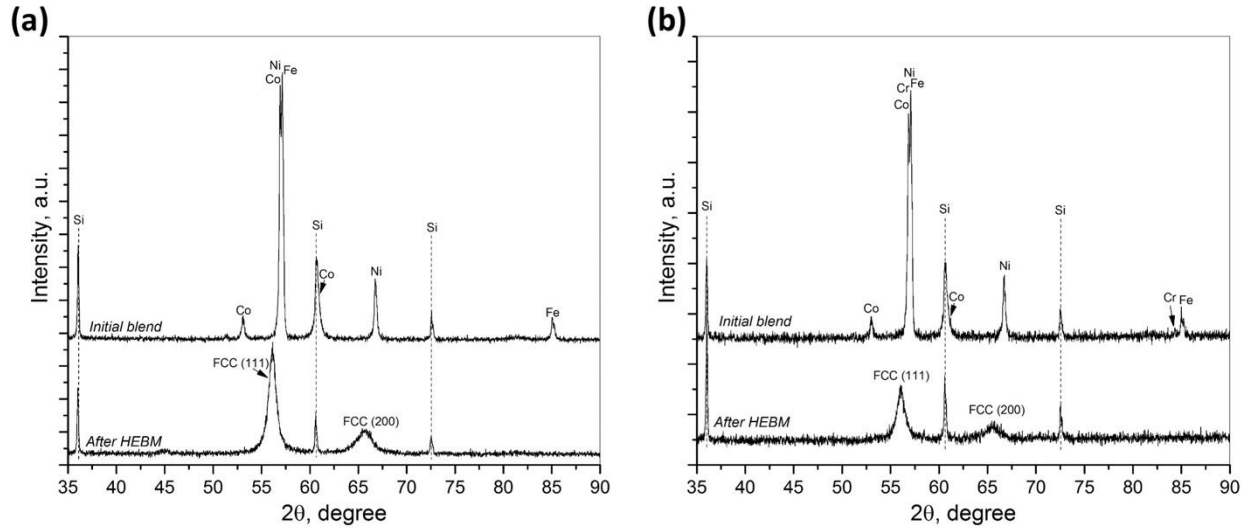 (a)
Intensity, a.u.
Ni
Co Fe
Si
Si
Co
Si
Ni
Co
Fe
Initial blend
FCC (111)
FCC (200)
After HEBM
35 40 45 50 55 60 65 70 75 80 85 90
2θ, degree
(b)
Intensity, a.u.
Ni
Cr Fe
Co
Si
Si
Si
Ni
Co
Co
Cr Fe
Initial blend
FCC (111)
FCC (200)
After HEBM
35 40 45 50 55 60 65 70 75 80 85 90
2θ, degree